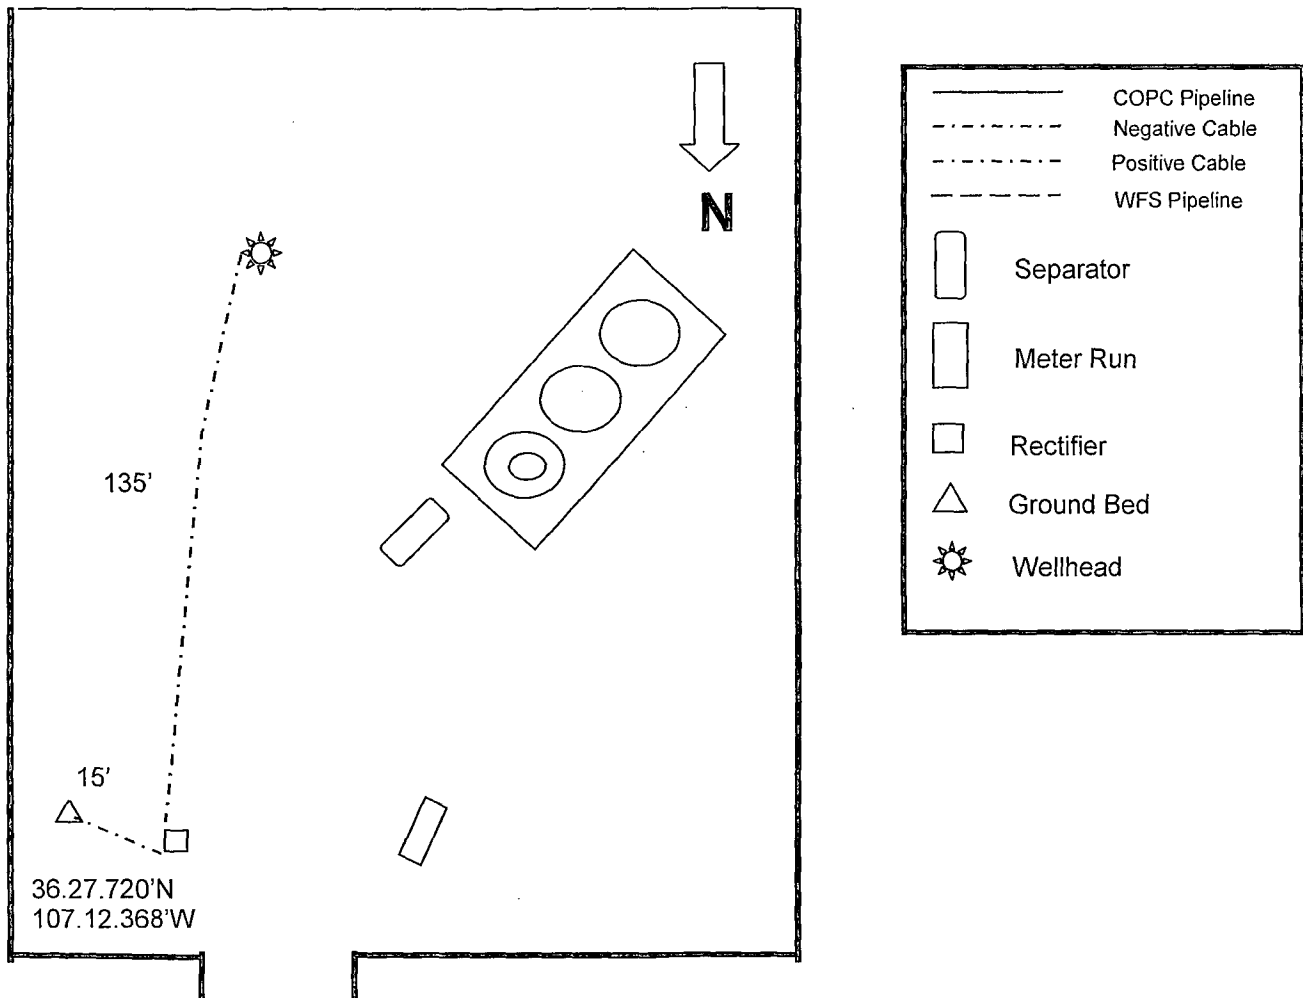 N
135'
15'
36.27.720'N
107.12.368'W
COPC Pipeline
Negative Cable
Positive Cable
WFS Pipeline
Separator
Meter Run
Rectifier
Ground Bed
Wellhead